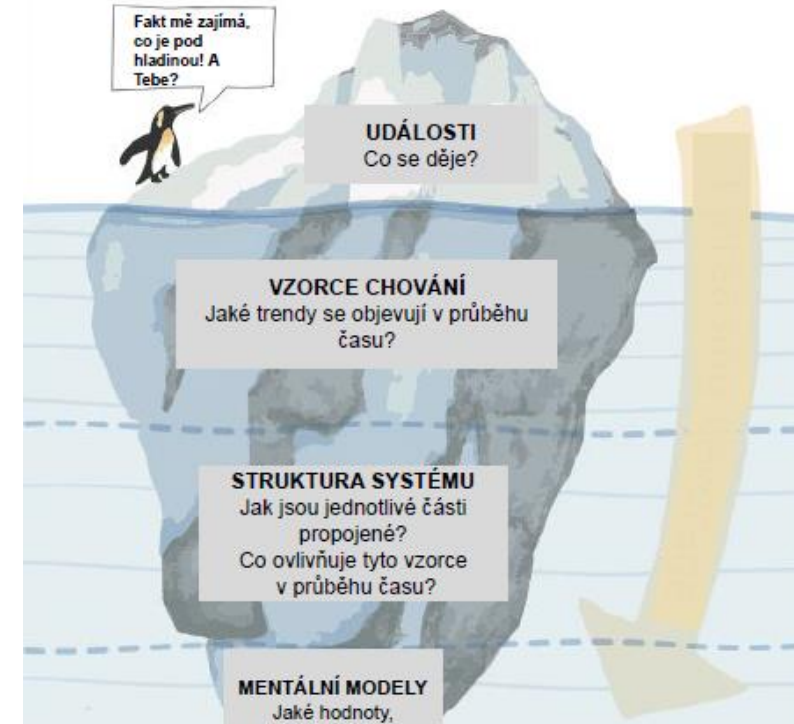 Fakt mě zajímá,
co je pod
hladinou! A
Tebe?
UDÁLOSTI
Co se děje?
VZORCE CHOVÁNÍ
Jaké trendy se objevují v průběhu
času?
STRUKTURA SYSTÉMU
Jak jsou jednotlivé části
propojené?
Co ovlivňuje tyto vzorce
v průběhu času?
MENTÁLNÍ MODELY
Jaké hodnoty,